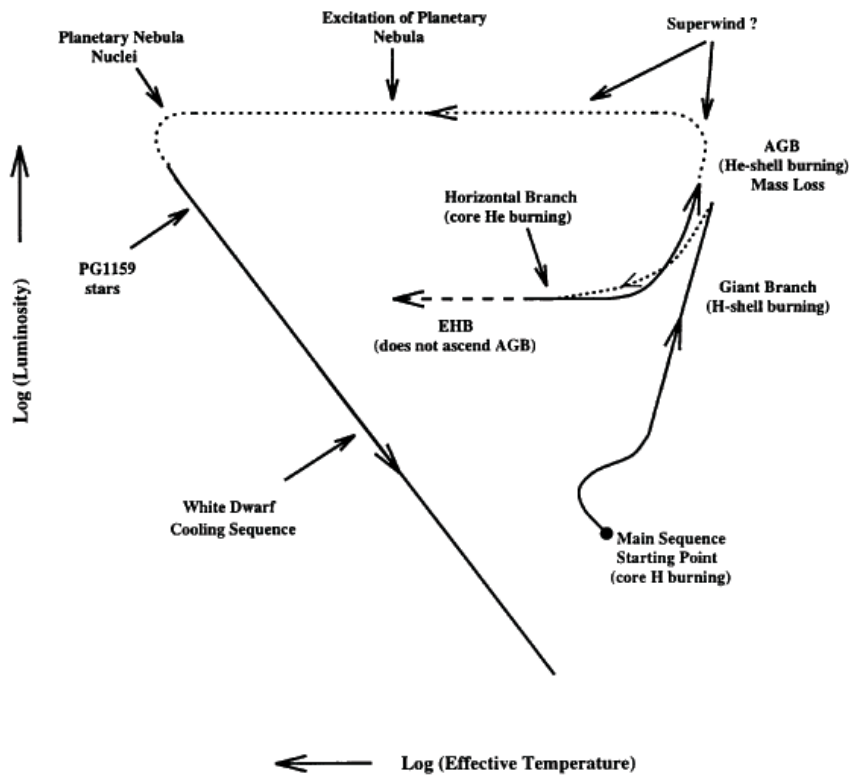 Excitation of Planetary
Nebula
Superwind ?
Planetary Nebula
Nuclei
AGB
(He-shell burning)
Mass Loss
Horizontal Branch
(core He burning)
PG1159
stars
Giant Branch
(H-shell burning)
EHB
(does not ascend AGB)
Log (Luminosity)
White Dwarf
Cooling Sequence
Main Sequence
Starting Point
(core H burning)
Log (Effective Temperature)